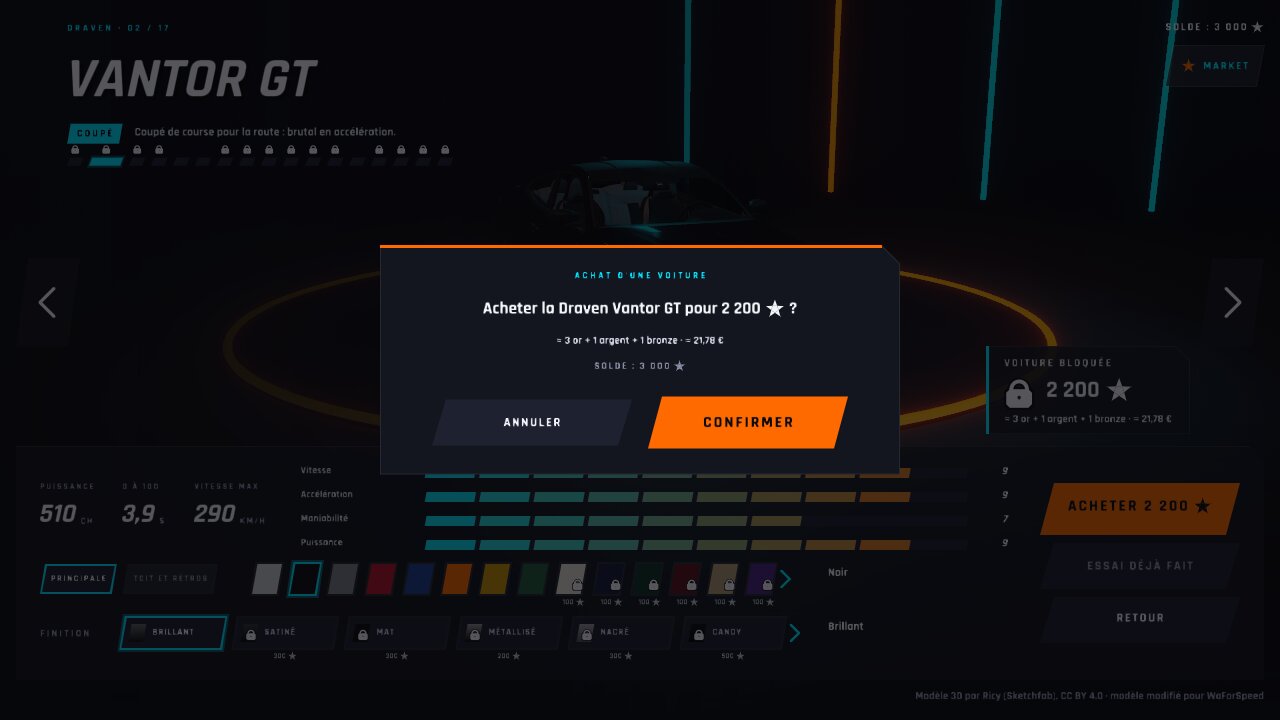 DRAVEN · 02 / 17
SOLDE : 3 000 ★
VANTOR GT
★ MARKET
COUPÉ
Coupé de course pour la route : brutal en accélération.
ACHAT D'UNE VOITURE
Acheter la Draven Vantor GT pour 2 200 ★ ?
≈ 3 or + 1 argent + 1 bronze · ≈ 21,78 €
SOLDE : 3 000 ★
ANNULER
CONFIRMER
VOITURE BLOQUÉE
2 200 ★
≈ 3 or + 1 argent + 1 bronze · ≈ 21,78 €
PUISSANCE
0 À 100
VITESSE MAX
510 CH
3,9 S
290 KM/H
Vitesse
9
Accélération
9
Maniabilité
7
Puissance
9
ACHETER 2 200 ★
ESSAI DÉJÀ FAIT
RETOUR
PRINCIPALE
TOIT ET RETROS
Noir
100 ★
100 ★
100 ★
100 ★
100 ★
100 ★
FINITION
BRILLANT
SATINÉ
MAT
MÉTALLISÉ
NACRÉ
CANDY
Brillant
300 ★
300 ★
200 ★
300 ★
500 ★
Modèle 3D par Ricy (Sketchfab), CC BY 4.0 · modèle modifié pour WaForSpeed